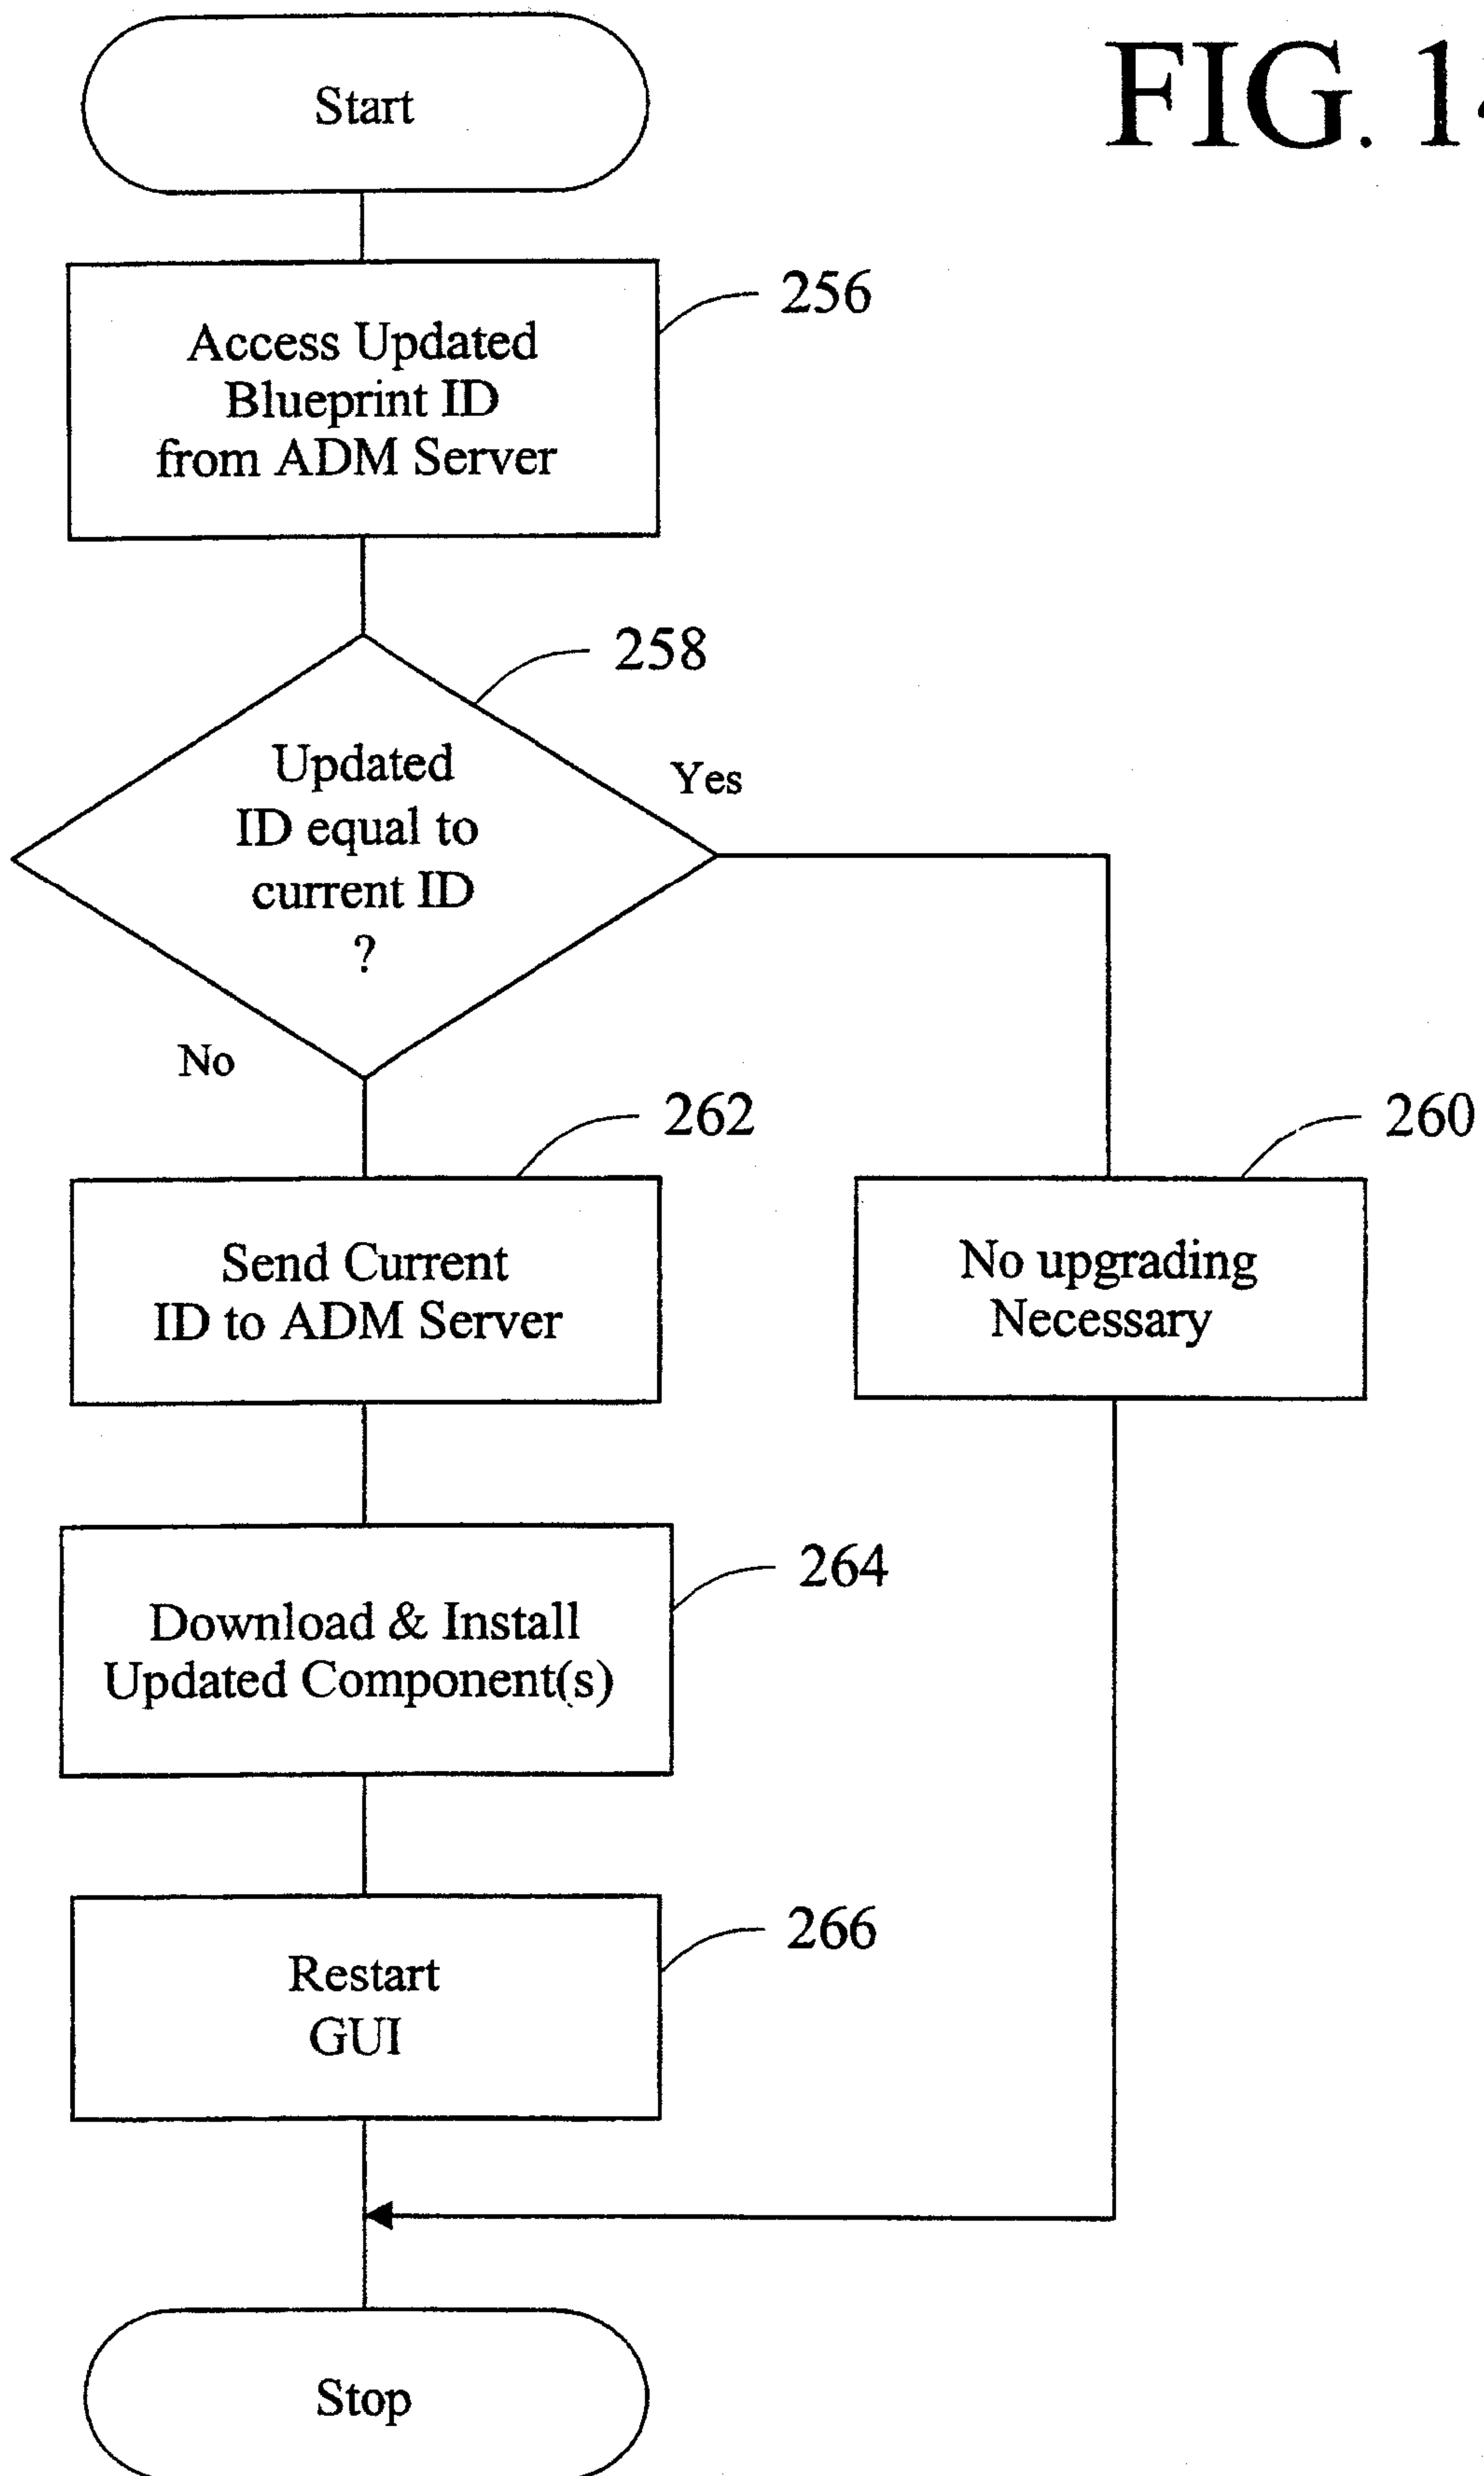 FIG. 14
Start
256
Access Updated
Blueprint ID
from ADM Server
258
Updated
ID equal to
current ID
?
Yes
No
262
260
Send Current
ID to ADM Server
No upgrading
Necessary
264
Download & Install
Updated Component(s)
266
Restart
GUI
Stop